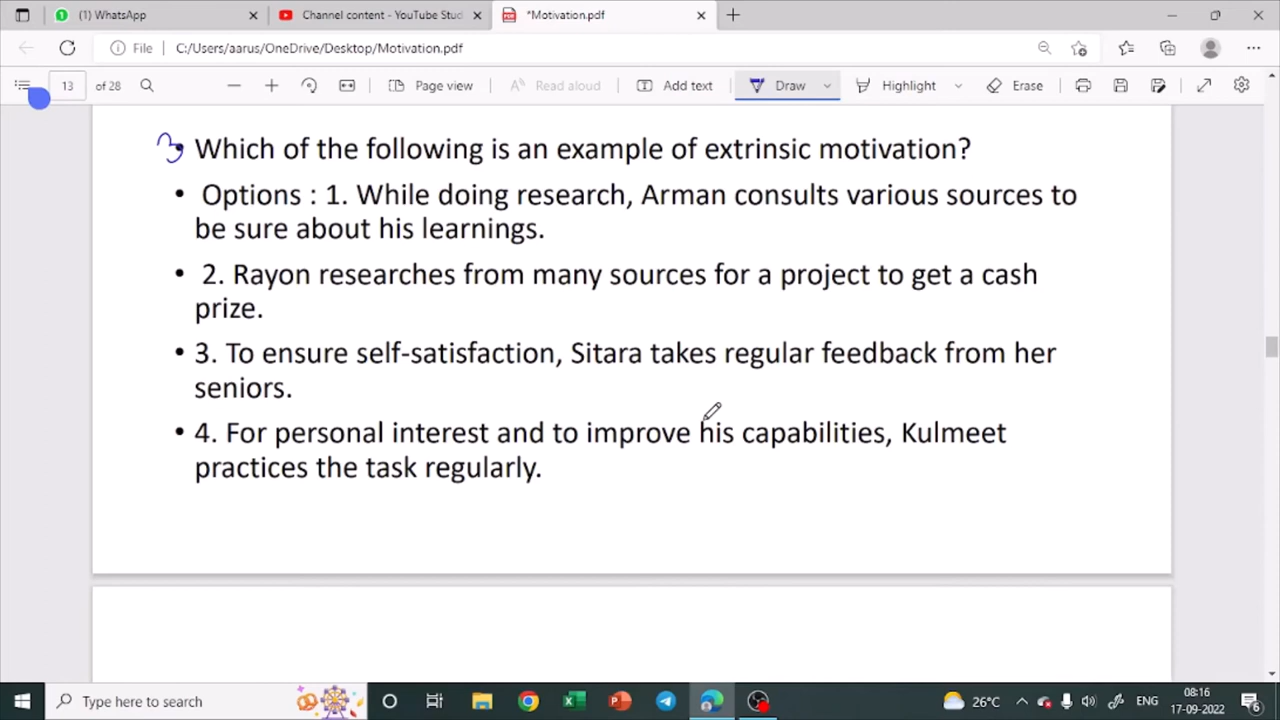 (1) WhatsApp
Channel content - YouTube Stud
*Motivation.pdf
File
C:/Users/aarus/OneDrive/Desktop/Motivation.pdf
13 of 28
Page view
Read aloud
Add text
Draw
Highlight
Erase
3
• Which of the following is an example of extrinsic motivation?
• Options : 1. While doing research, Arman consults various sources to
be sure about his learnings.
• 2. Rayon researches from many sources for a project to get a cash
prize.
• 3. To ensure self-satisfaction, Sitara takes regular feedback from her
seniors.
• 4. For personal interest and to improve his capabilities, Kulmeet
practices the task regularly.
Type here to search
26°C
ENG
08:16
17-09-2022
6